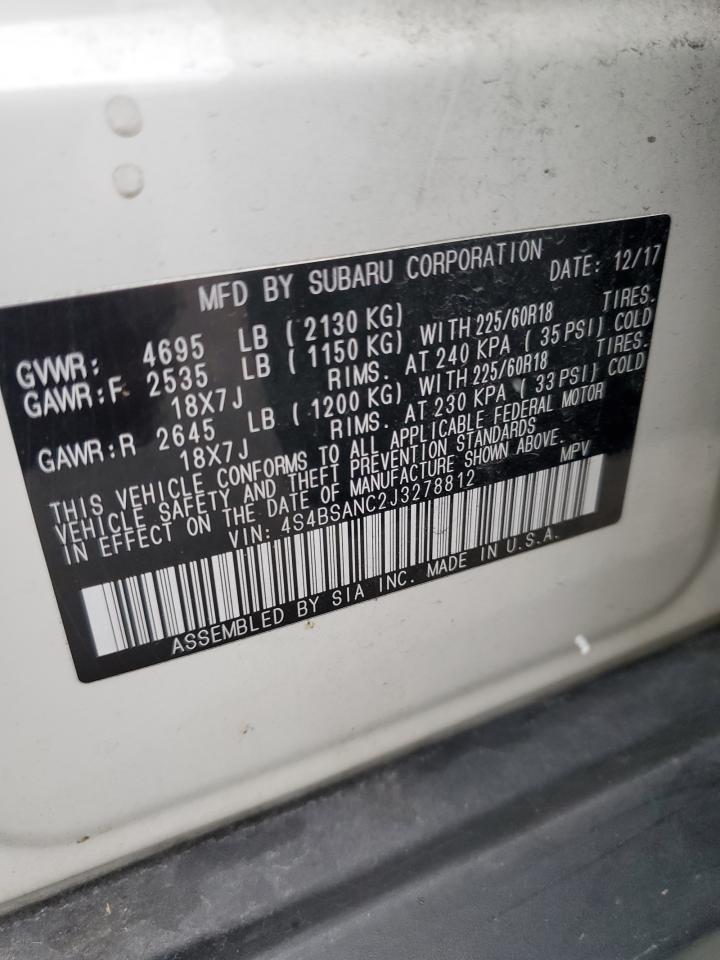 MFD BY SUBARU CORPORATION DATE: 12/17
GVWR: 4695 LB (2130 KG)
GAWR:F 2535 LB (1150 KG) WITH 225/60R18 TIRES.
18X7J RIMS. AT 240 KPA (35 PSI) COLD
GAWR:R 2645 LB (1200 KG) WITH 225/60R18 TIRES.
18X7J RIMS. AT 230 KPA (33 PSI) COLD
THIS VEHICLE CONFORMS TO ALL APPLICABLE FEDERAL MOTOR
VEHICLE SAFETY AND THEFT PREVENTION STANDARDS
IN EFFECT ON THE DATE OF MANUFACTURE SHOWN ABOVE.
VIN: 4S4BSANC2J3278812 MPV
ASSEMBLED BY SIA INC. MADE IN U.S.A.